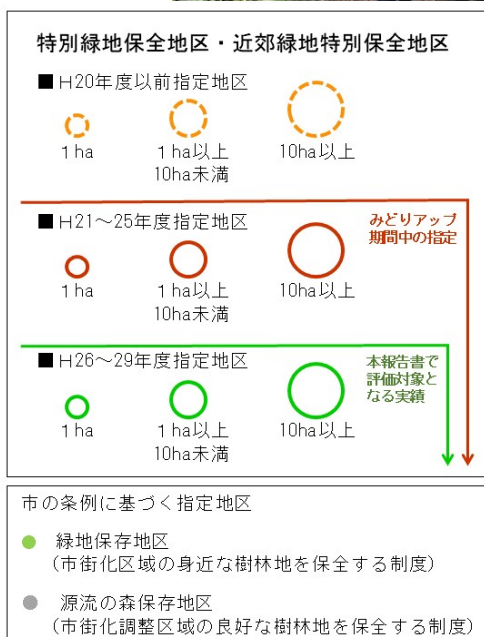 特別緑地保全地区・近郊緑地特別保全地区
■H20年度以前指定地区
1ha
1ha以上
10ha未満
10ha以上
■H21~25年度指定地区
みどりアップ
期間中の指定
1ha
1ha以上
10ha未満
10ha以上
■H26~29年度指定地区
本報告書で
評価対象と
なる実績
1ha
1ha以上
10ha未満
10ha以上
市の条例に基づく指定地区
緑地保存地区
(市街化区域の身近な樹林地を保全する制度)
源流の森保存地区
(市街化調整区域の良好な樹林地を保全する制度)